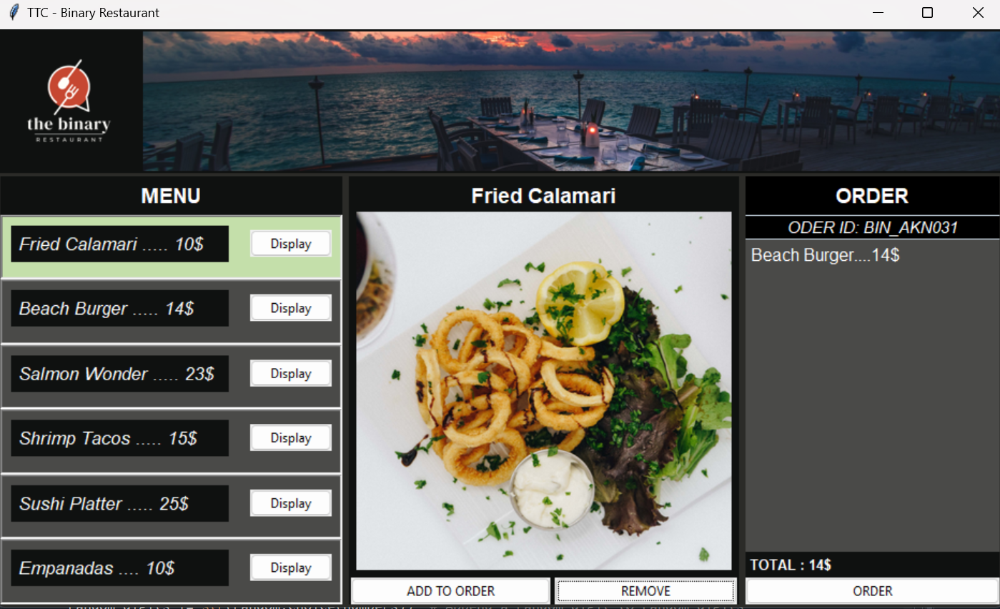 TTC - Binary Restaurant
the binary
RESTAURANT
MENU
Fried Calamari ..... 10$
Display
Beach Burger ..... 14$
Display
Salmon Wonder ..... 23$
Display
Shrimp Tacos ..... 15$
Display
Sushi Platter ..... 25$
Display
Empanadas .... 10$
Display
Fried Calamari
ADD TO ORDER
REMOVE
ORDER
ODER ID: BIN_AKN031
Beach Burger....14$
TOTAL : 14$
ORDER